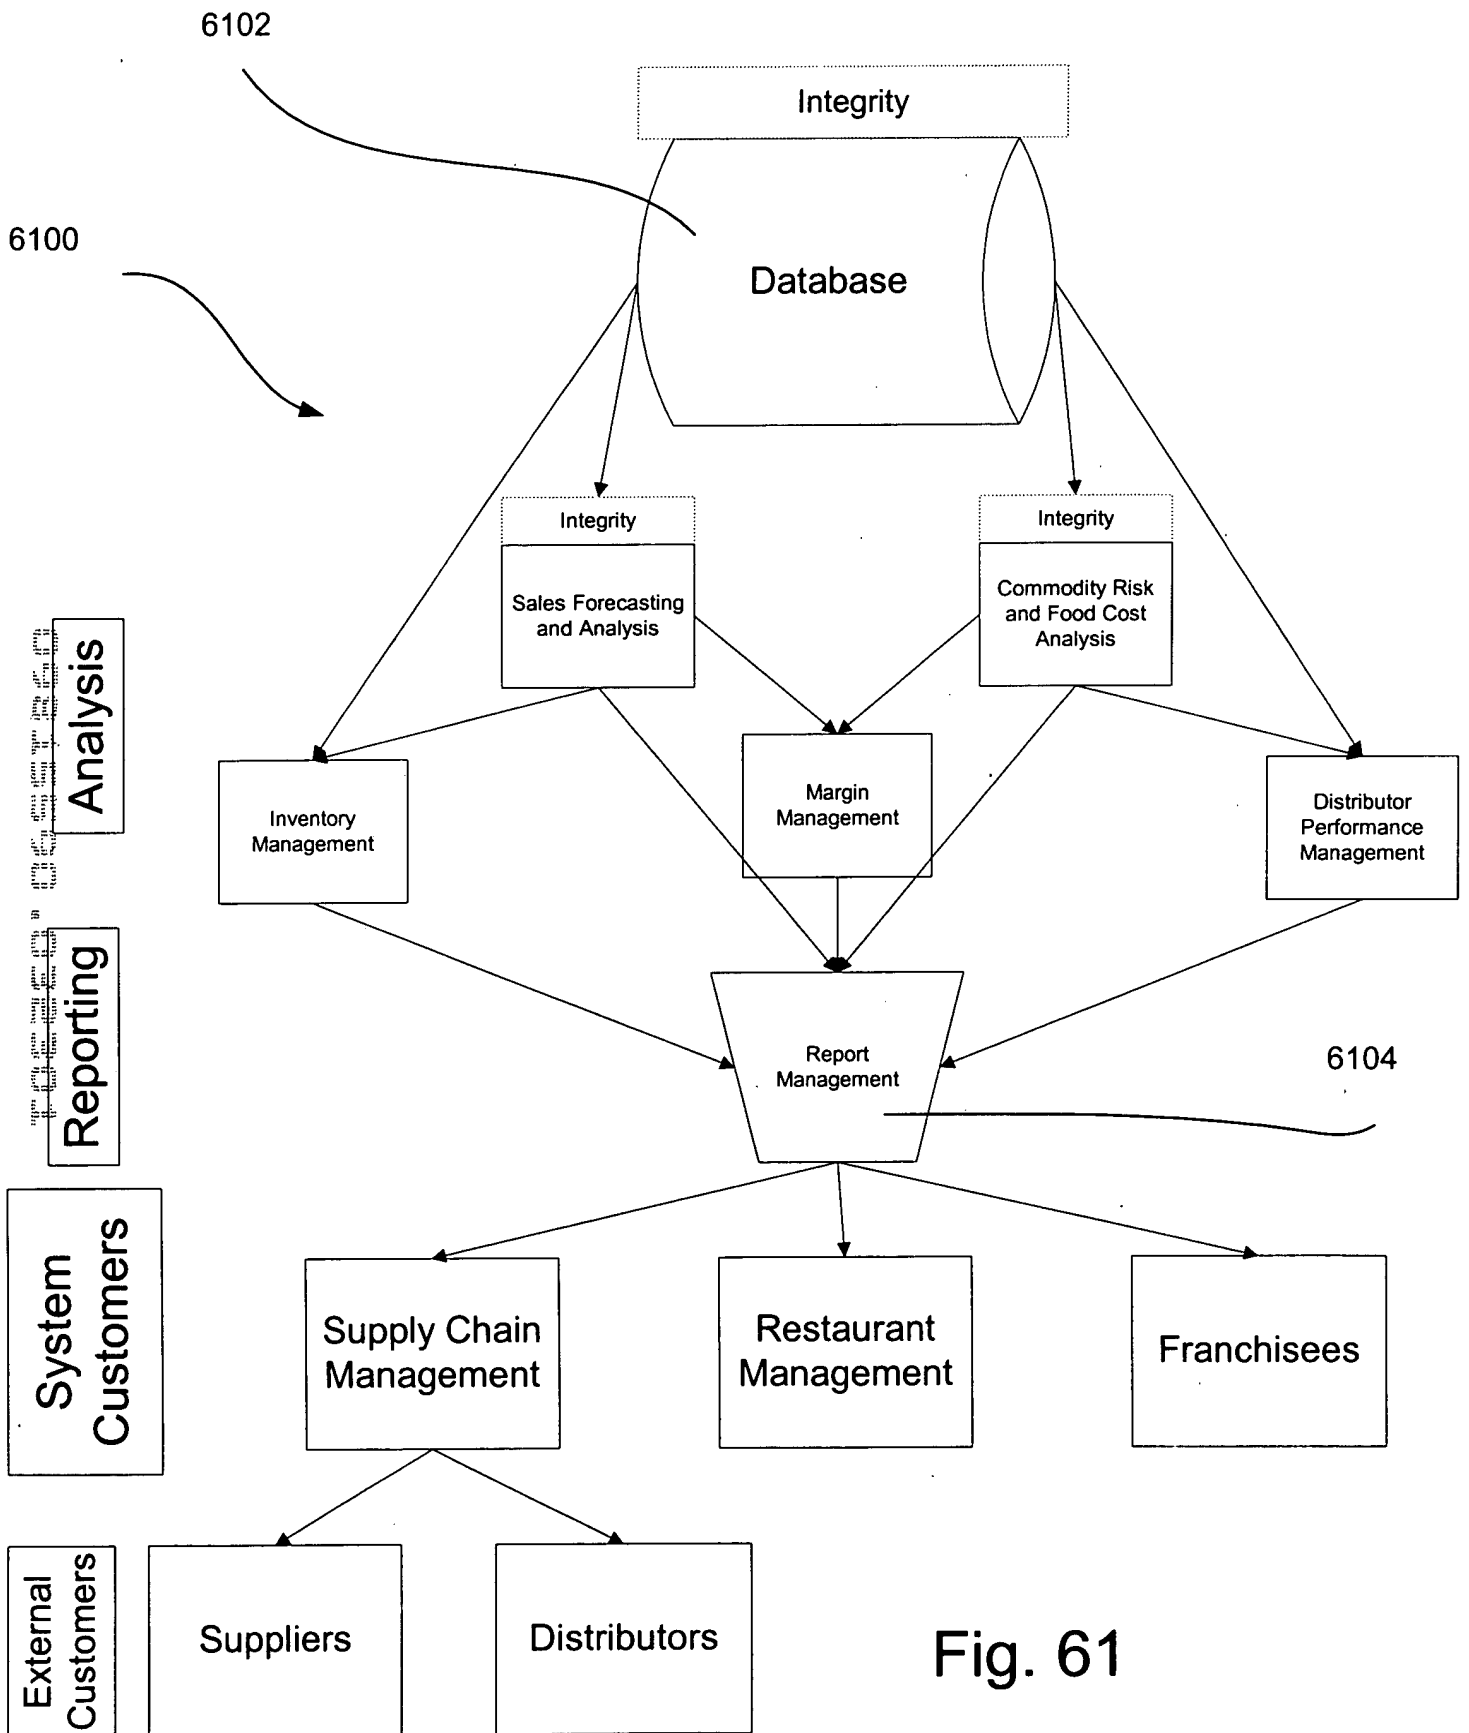 6102
Integrity
6100
Database
Integrity
Integrity
Sales Forecasting
and Analysis
Commodity Risk
and Food Cost
Analysis
Analysis
Inventory
Management
Margin
Management
Distributor
Performance
Management
Reporting
Report
Management
6104
System
Customers
Supply Chain
Management
Restaurant
Management
Franchisees
External
Customers
Suppliers
Distributors
Fig. 61